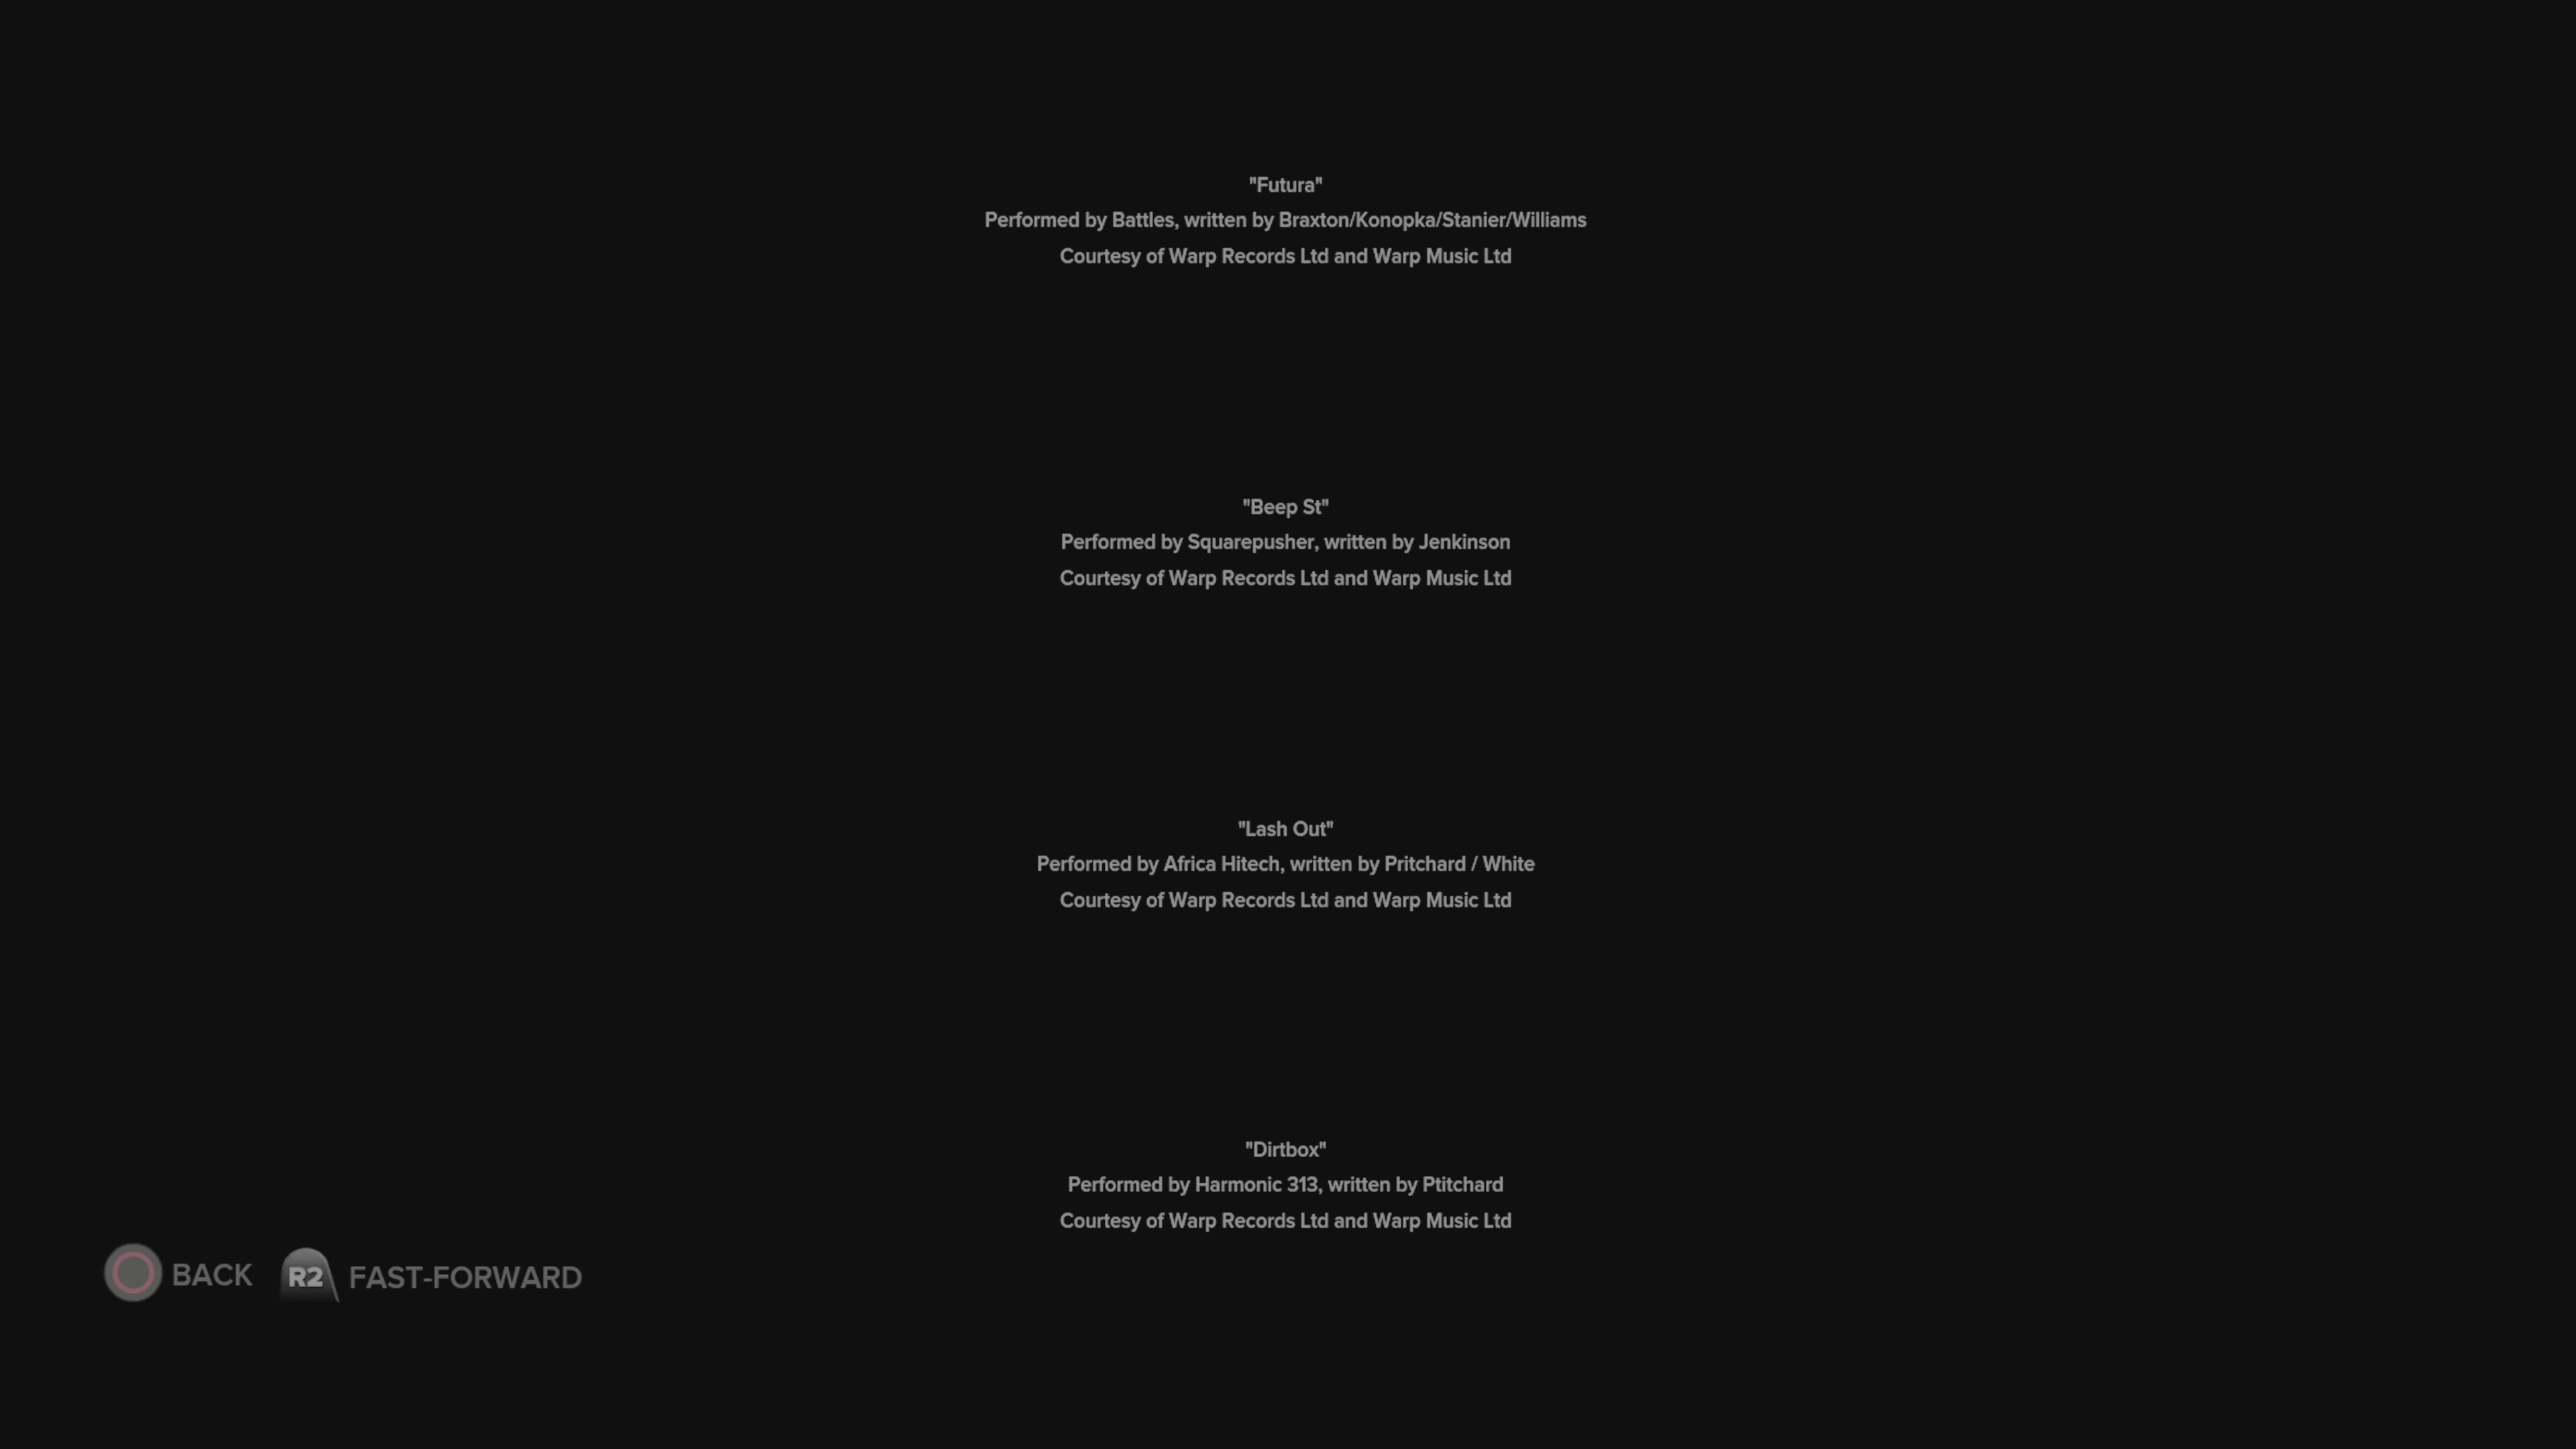 "Futura"
Performed by Battles, written by Braxton/Konopka/Stanier/Williams
Courtesy of Warp Records Ltd and Warp Music Ltd
"Beep St"
Performed by Squarepusher, written by Jenkinson
Courtesy of Warp Records Ltd and Warp Music Ltd
"Lash Out"
Performed by Africa Hitech, written by Pritchard / White
Courtesy of Warp Records Ltd and Warp Music Ltd
"Dirtbox"
Performed by Harmonic 313, written by Ptitchard
Courtesy of Warp Records Ltd and Warp Music Ltd
BACK R2 FAST-FORWARD